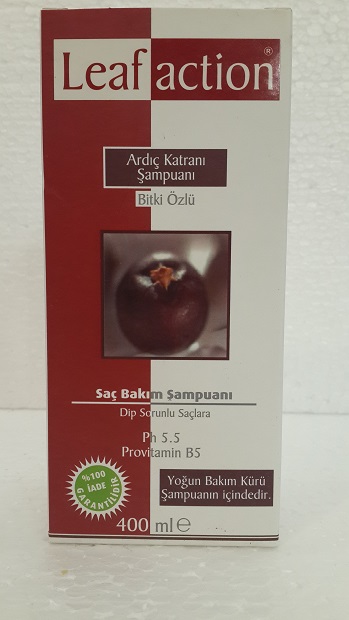 Leaf action ®
Ardıç Katranı
Şampuanı
Bitki Özlü
Saç Bakım Şampuanı
Dip Sorunlu Saçlara
Ph 5.5
Provitamin B5
%100
İADE
GARANTİLİDİR
Yoğun Bakım Kürü
Şampuanın içindedir.
400 ml e